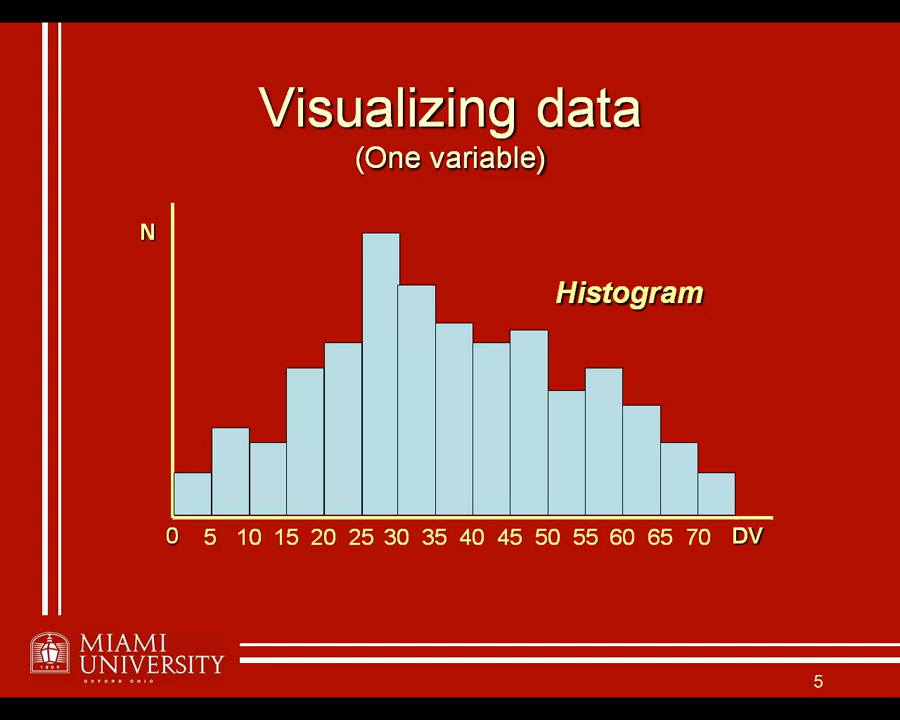 Visualizing data
(One variable)
N
Histogram
0 5 10 15 20 25 30 35 40 45 50 55 60 65 70 DV
MIAMI
UNIVERSITY
1809
OXFORD OHIO
5